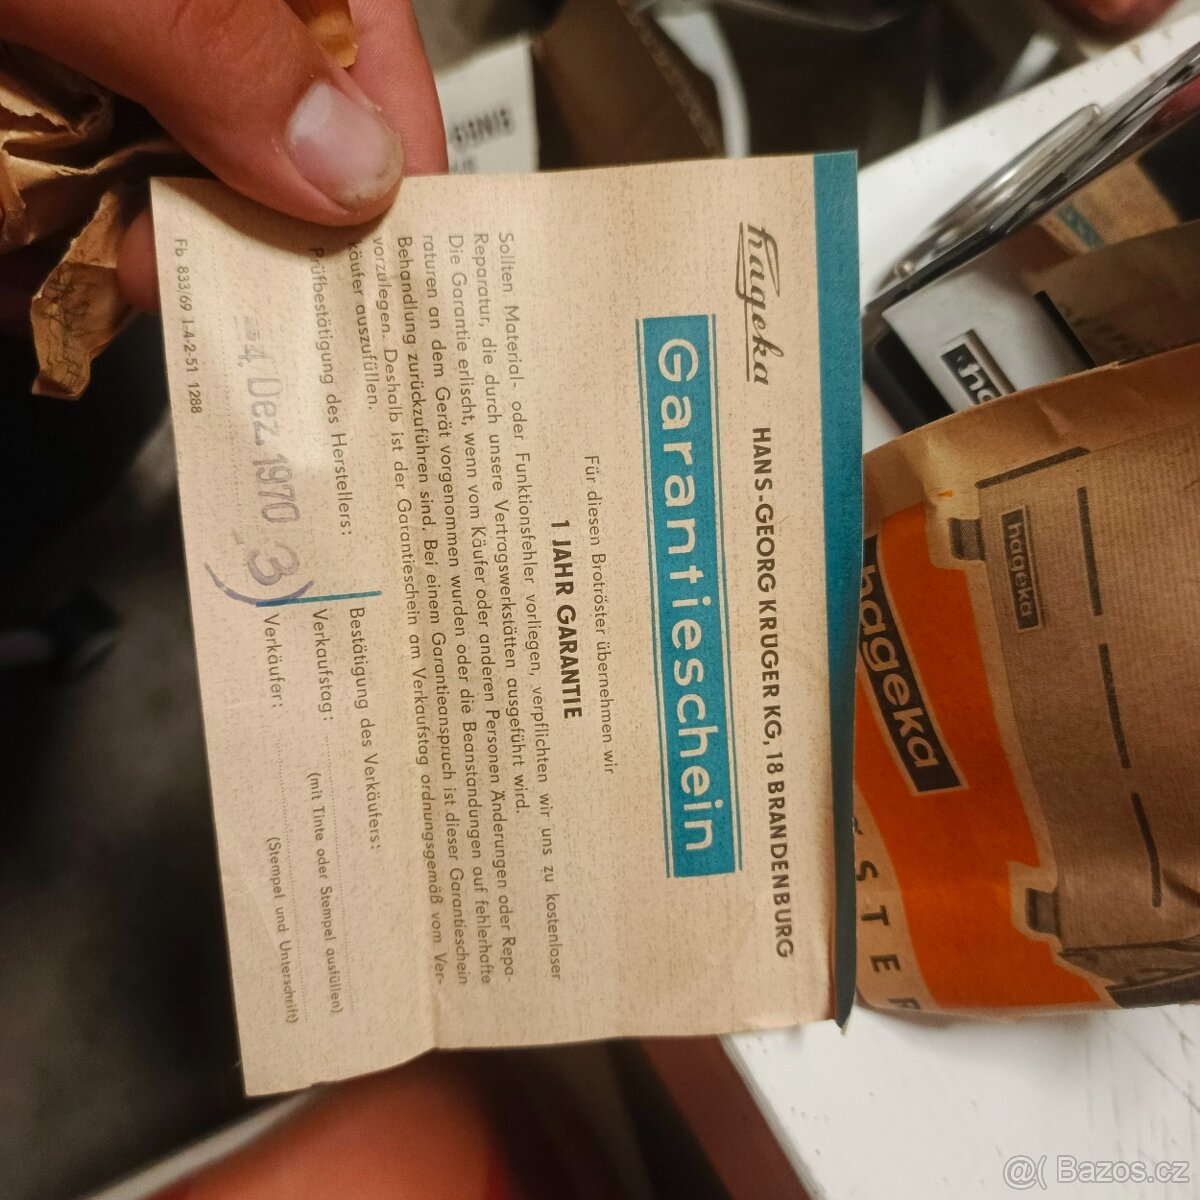 hageka HANS-GEORG KRUGER KG, 18 BRANDENBURG
Garantieschein
Für diesen Brotröster übernehmen wir
1 JAHR GARANTIE
Sollten Material- oder Funktionsfehler vorliegen, verpflichten wir uns zu kostenloser
Reparatur, die durch unsere Vertragswerkstätten ausgeführt wird.
Die Garantie erlischt, wenn vom Käufer oder anderen Personen Änderungen oder Repa-
raturen an dem Gerät vorgenommen wurden oder die Beanstandungen auf fehlerhafte
Behandlung zurückzuführen sind. Bei einem Garantieanspruch ist dieser Garantieschein
vorzulegen. Deshalb ist der Garantieschein am Verkaufstag ordnungsgemäß vom Ver-
käufer auszufüllen.
Prüfbestätigung des Herstellers:
Bestätigung des Verkäufers:
Verkaufstag:
(mit Tinte oder Stempel ausfüllen)
4. Dez. 1970 3
Verkäufer:
(Stempel und Unterschrift)
Fb 833/69 I-4-2-51 1288
hageka
hageka
STER
@( Bazos.cz